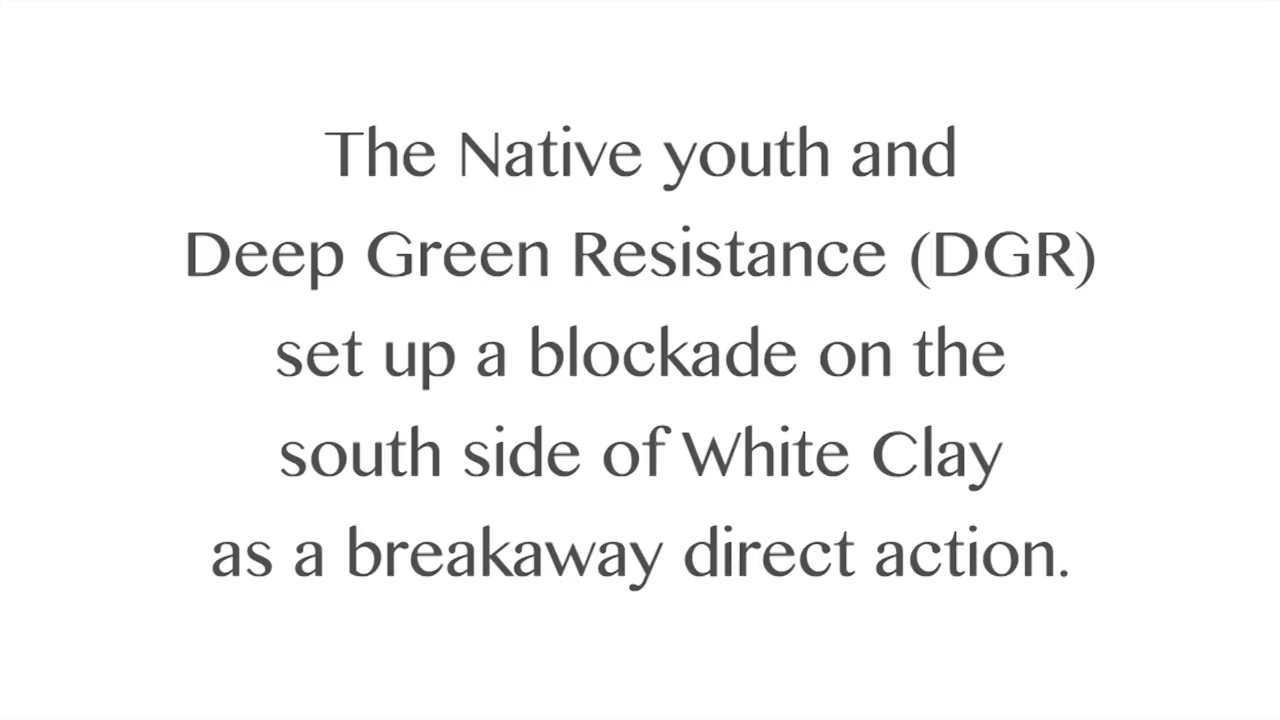 The Native youth and
Deep Green Resistance (DGR)
set up a blockade on the
south side of White Clay
as a breakaway direct action.